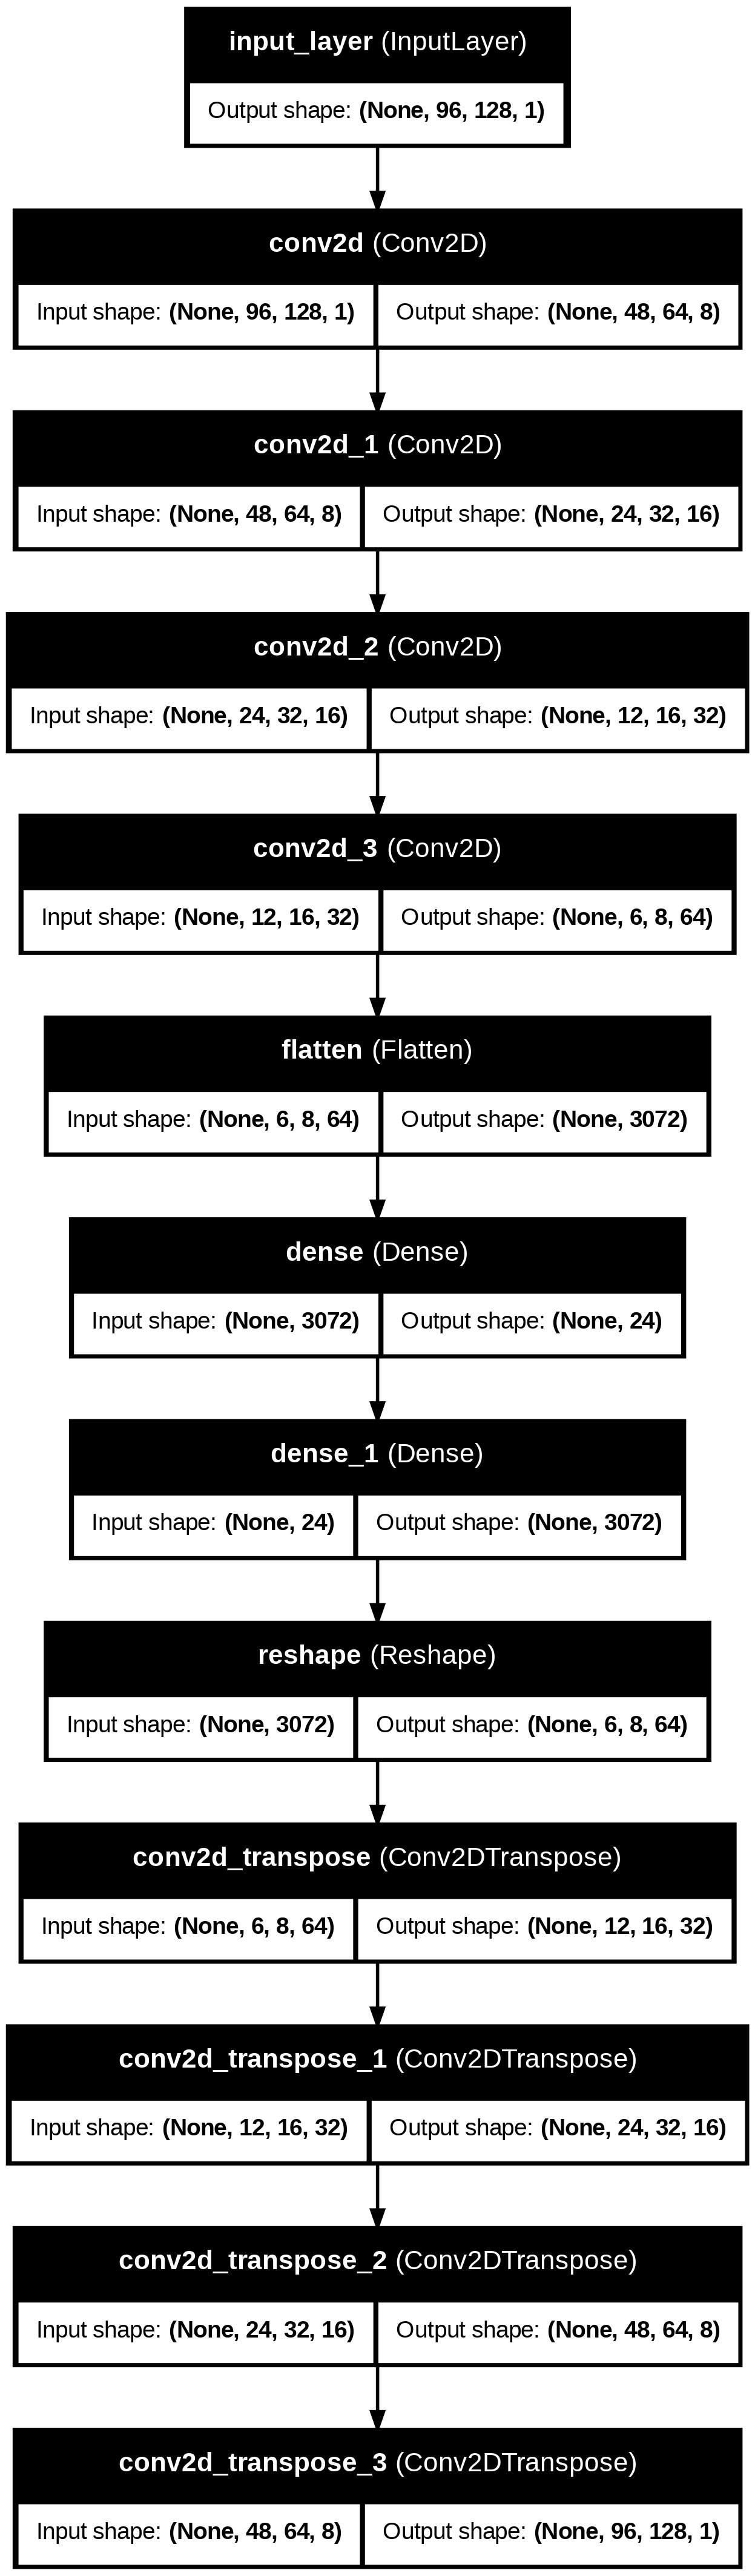 input_layer (InputLayer)
Output shape: (None, 96, 128, 1)
conv2d (Conv2D)
Input shape: (None, 96, 128, 1) Output shape: (None, 48, 64, 8)
conv2d_1 (Conv2D)
Input shape: (None, 48, 64, 8) Output shape: (None, 24, 32, 16)
conv2d_2 (Conv2D)
Input shape: (None, 24, 32, 16) Output shape: (None, 12, 16, 32)
conv2d_3 (Conv2D)
Input shape: (None, 12, 16, 32) Output shape: (None, 6, 8, 64)
flatten (Flatten)
Input shape: (None, 6, 8, 64) Output shape: (None, 3072)
dense (Dense)
Input shape: (None, 3072) Output shape: (None, 24)
dense_1 (Dense)
Input shape: (None, 24) Output shape: (None, 3072)
reshape (Reshape)
Input shape: (None, 3072) Output shape: (None, 6, 8, 64)
conv2d_transpose (Conv2DTranspose)
Input shape: (None, 6, 8, 64) Output shape: (None, 12, 16, 32)
conv2d_transpose_1 (Conv2DTranspose)
Input shape: (None, 12, 16, 32) Output shape: (None, 24, 32, 16)
conv2d_transpose_2 (Conv2DTranspose)
Input shape: (None, 24, 32, 16) Output shape: (None, 48, 64, 8)
conv2d_transpose_3 (Conv2DTranspose)
Input shape: (None, 48, 64, 8) Output shape: (None, 96, 128, 1)